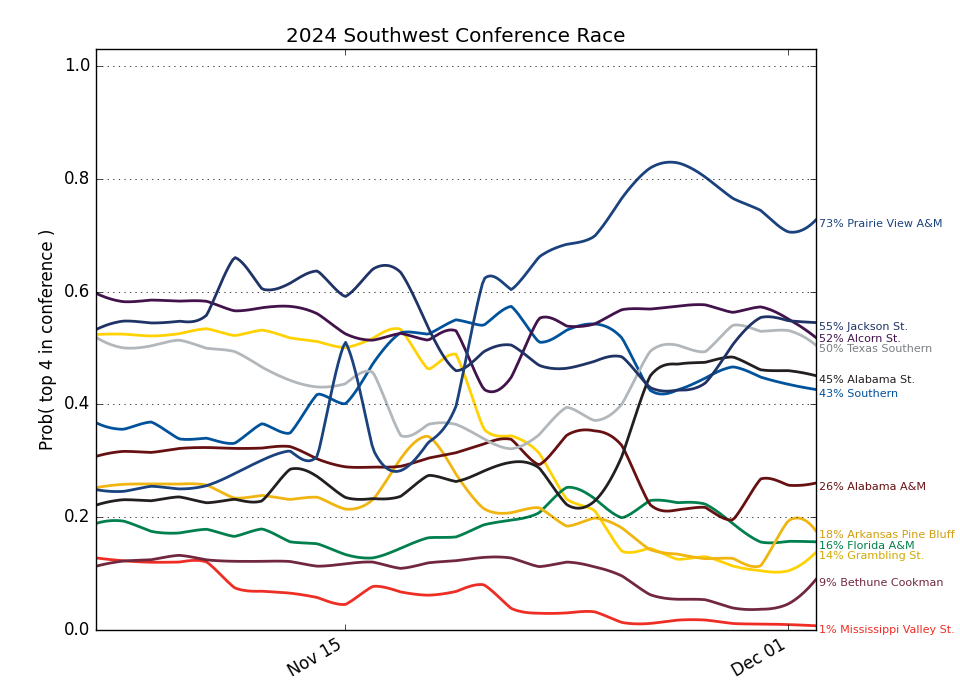 2024 Southwest Conference Race
Prob( top 4 in conference )
1.0
0.8
0.6
0.4
0.2
0.0
Nov 15
Dec 01
73% Prairie View A&M
55% Jackson St.
52% Alcorn St.
50% Texas Southern
45% Alabama St.
43% Southern
26% Alabama A&M
18% Arkansas Pine Bluff
16% Florida A&M
14% Grambling St.
9% Bethune Cookman
1% Mississippi Valley St.